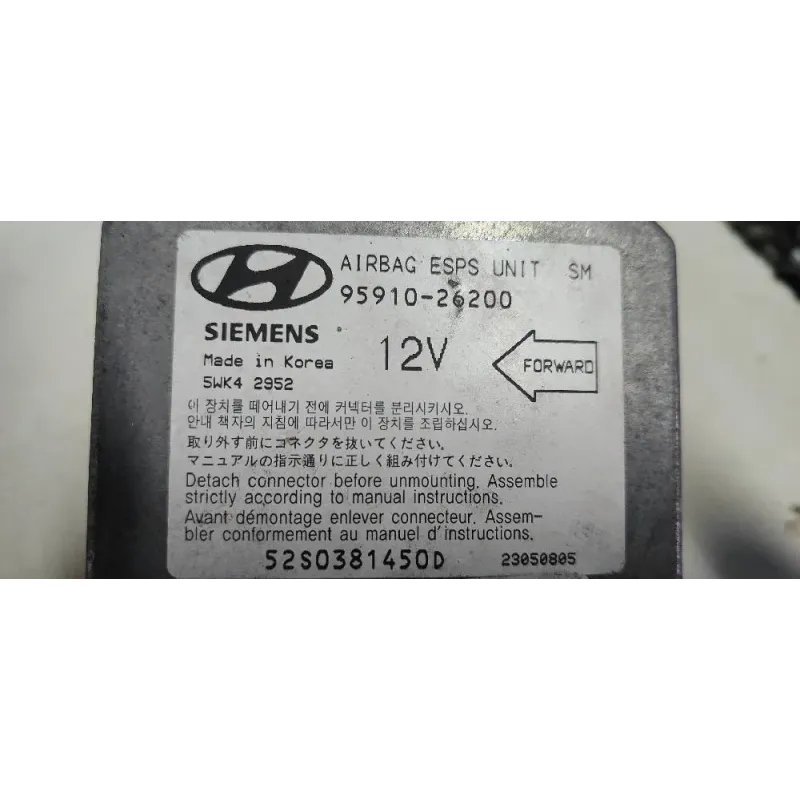 AIRBAG ESPS UNIT SM
95910-26200
SIEMENS
12V
FORWARD
Made in Korea
5WK4 2952
이 장치를 떼어내기 전에 커넥터를 분리시키시오.
안내 책자의 지침에 따라서만 이 장치를 조립하십시오.
取り外す前にコネクタを抜いてください。
マニュアルの指示通りに正しく組み付けてください。
Detach connector before unmounting. Assemble
strictly according to manual instructions.
Avant démontage enlever connecteur. Assem-
bler conformement au manuel d'instructions.
52S0381450D
23050805